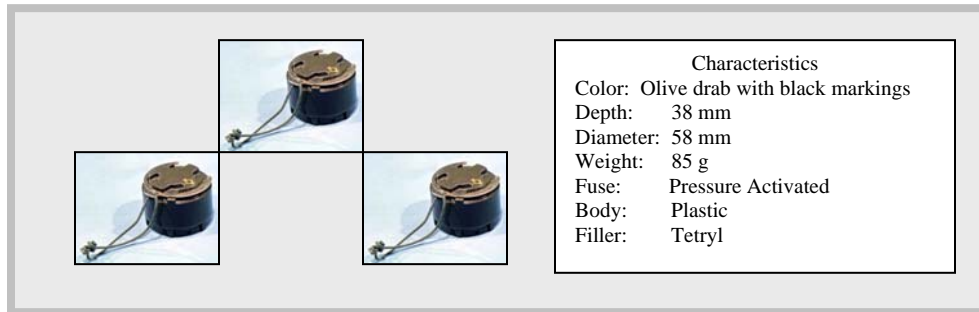 Characteristics
Color: Olive drab with black markings
Depth: 38 mm
Diameter: 58 mm
Weight: 85 g
Fuse: Pressure Activated
Body: Plastic
Filler: Tetryl